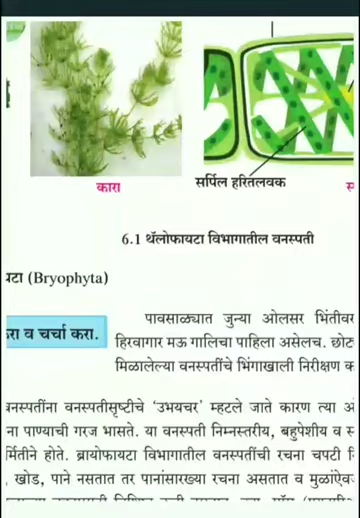 कारा
सर्पिल हरितलवक
6.1 थॅलोफायटा विभागातील वनस्पती
(Bryophyta)
पावसाळ्यात जुन्या ओलसर भिंतीवर
व चर्चा करा.
हिरवागार मऊ गालिचा पाहिला असेलच.
मिळालेल्या वनस्पतीचे भिंगाखाली निरीक्षण
वनस्पतींना वनस्पतीसृष्टीचे ‘उभयचर’ म्हटले जाते कारण त्या
ना पाण्याची गरज भासते. या वनस्पती निम्नस्तरीय, बहुपेशीय व
होते. ब्रायोफायटा विभागातील वनस्पतींची रचना चपटी
, खोड, पाने नसतात तर पानांसारख्या रचना असतात व